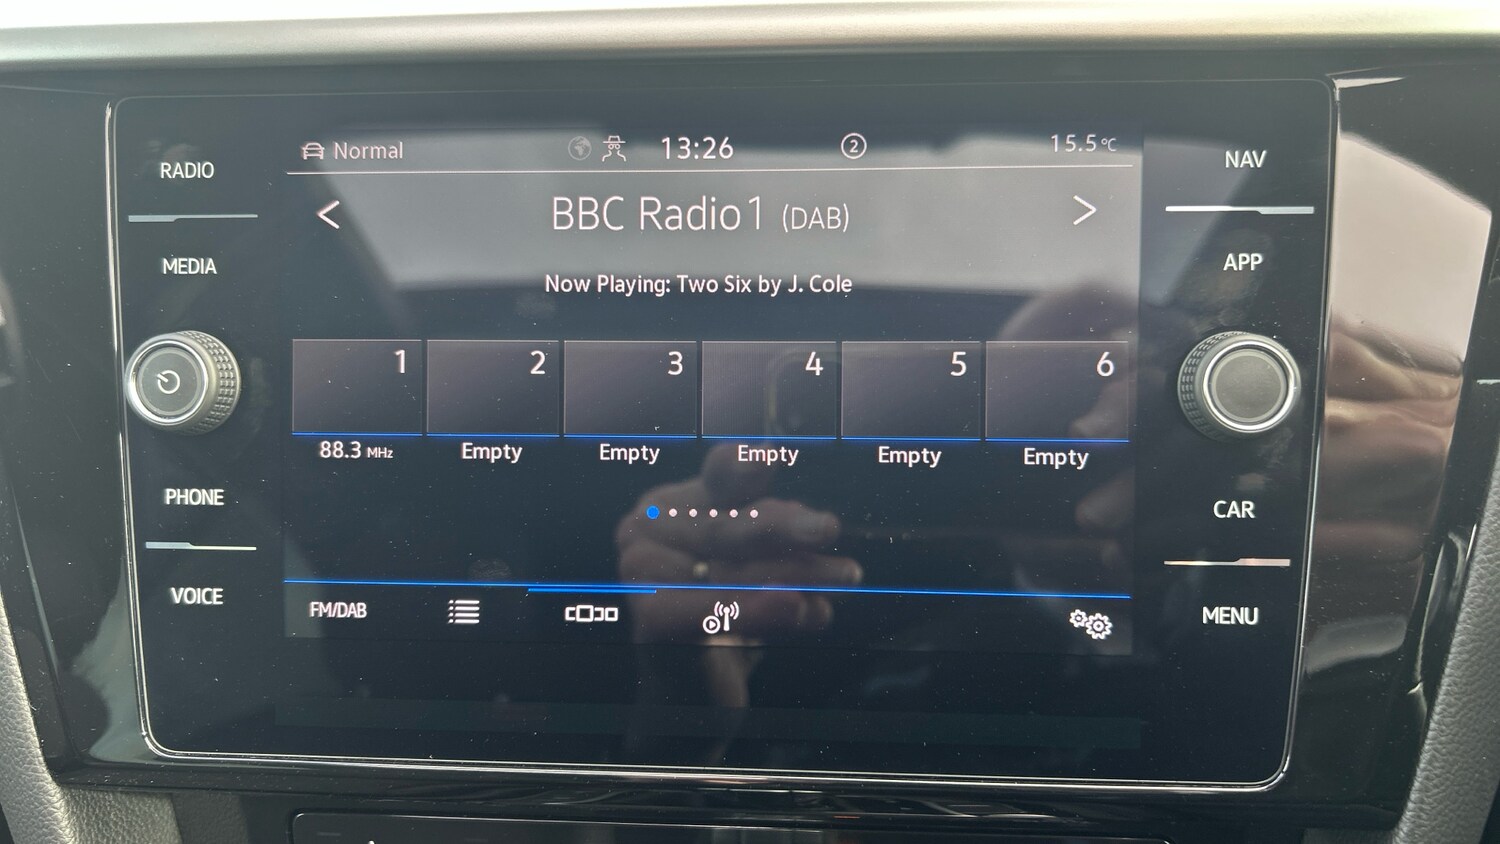 RADIO
MEDIA
PHONE
VOICE
Normal 13:26 2 15.5°C
< BBC Radio1 (DAB) >
Now Playing: Two Six by J. Cole
1 2 3 4 5 6
88.3 MHz Empty Empty Empty Empty Empty
FM/DAB
NAV
APP
CAR
MENU